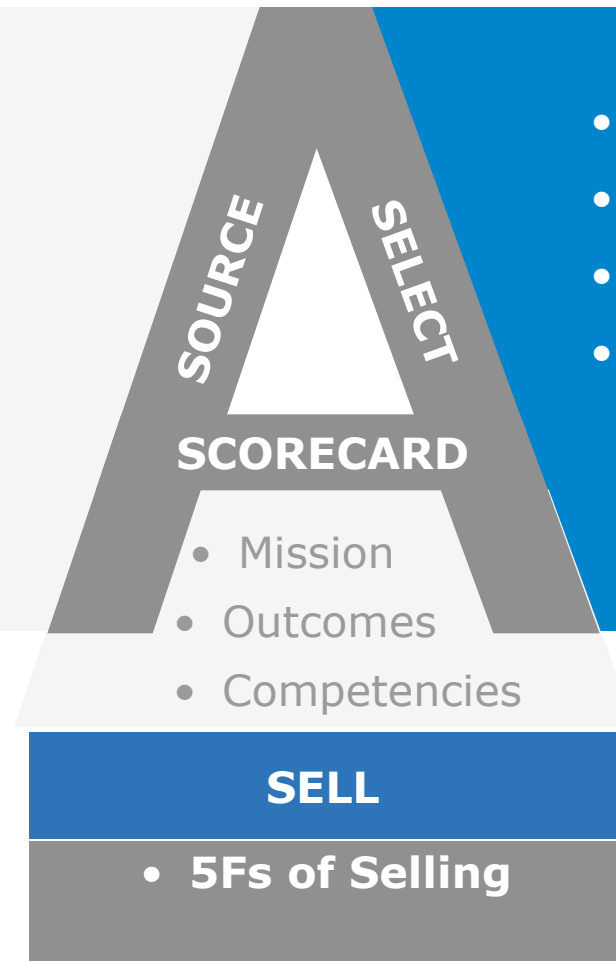 SOURCE
SELECT
SCORECARD
• Mission
• Outcomes
• Competencies
SELL
• 5Fs of Selling